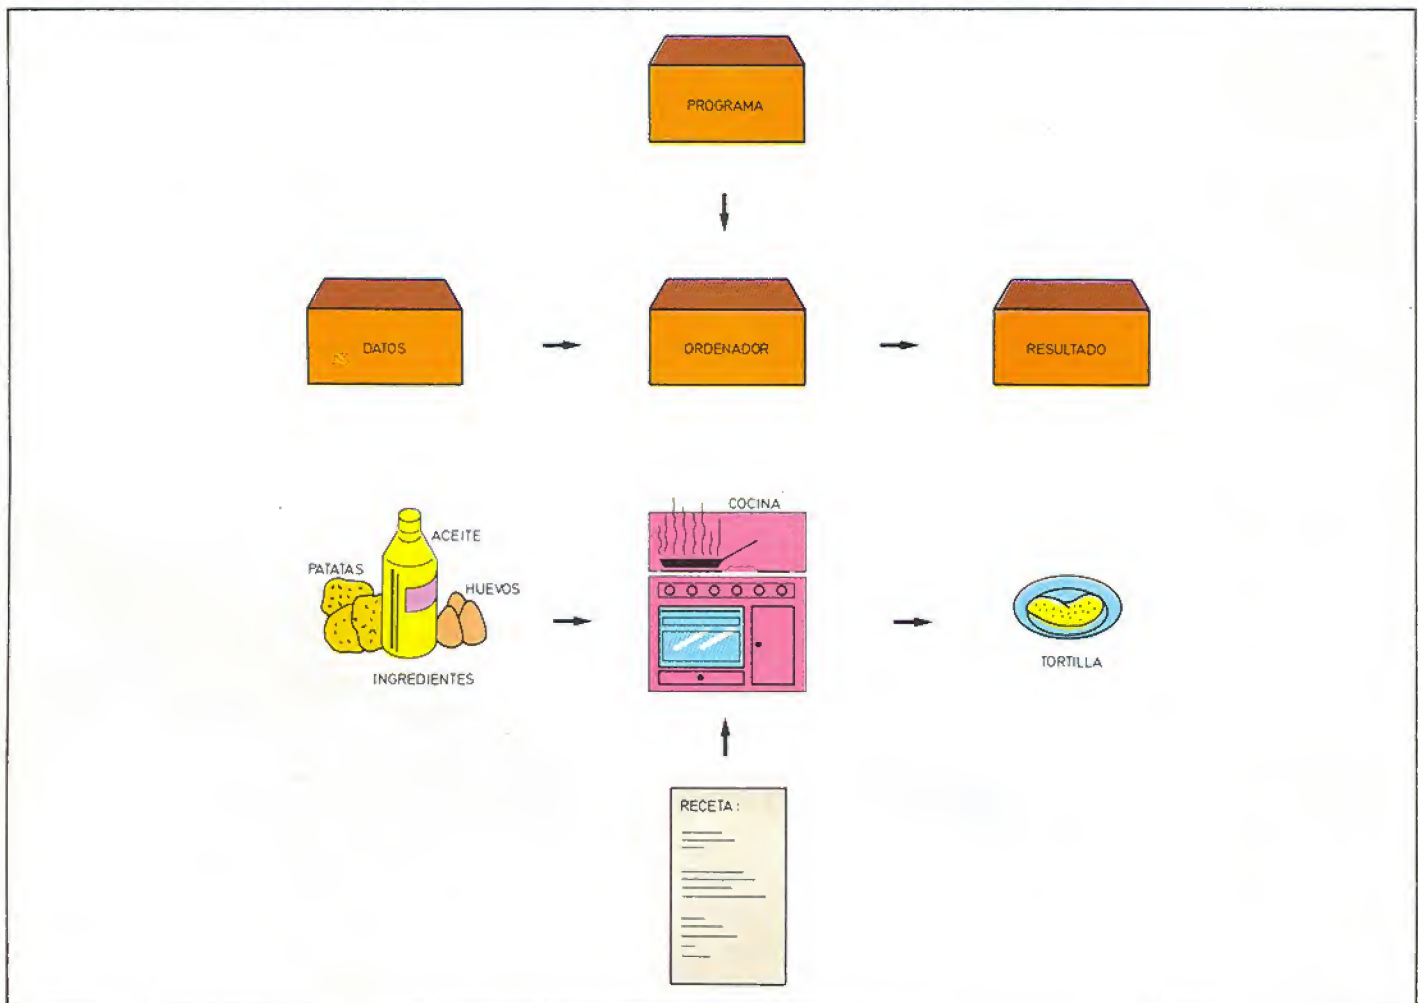 PROGRAMA
DATOS
ORDENADOR
RESULTADO
COCINA
ACEITE
PATATAS
HUEVOS
INGREDIENTES
TORTILLA
RECETA: